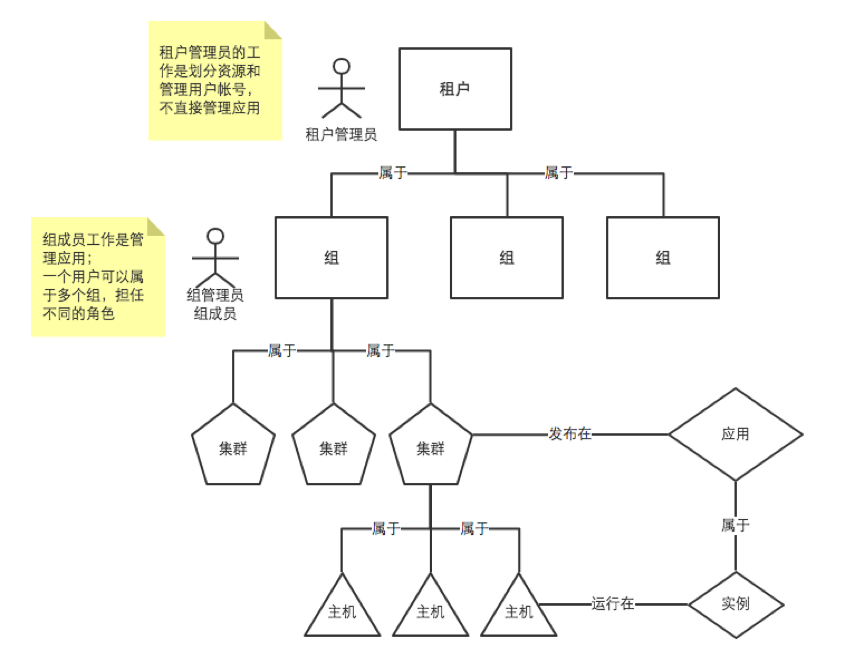 租户管理员的工
作是划分资源和
管理用户帐号，
不直接管理应用
租户管理员
租户
属于
属于
组成员工作是管
理应用；
一个用户可以属
于多个组，担任
不同的角色
组管理员
组成员
组
组
组
属于
属于
集群
集群
集群
发布在
应用
属于
属于
属于
主机
主机
主机
运行在
实例